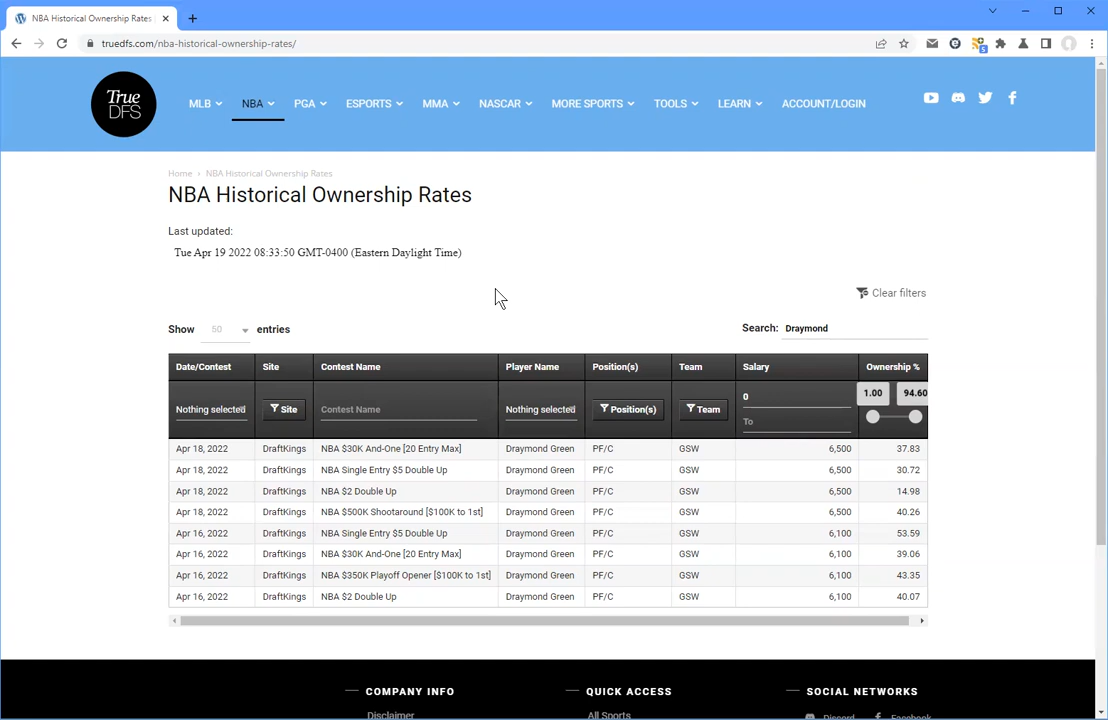 NBA Historical Ownership Rates
truedfs.com/nba-historical-ownership-rates/
5
True
DFS
MLB NBA PGA ESPORTS MMA NASCAR MORE SPORTS TOOLS LEARN ACCOUNT/LOGIN
Home › NBA Historical Ownership Rates
NBA Historical Ownership Rates
Last updated:
Tue Apr 19 2022 08:33:50 GMT-0400 (Eastern Daylight Time)
Clear filters
Show 50 entries Search: Draymond
Date/Contest Site Contest Name Player Name Position(s) Team Salary Ownership %
Nothing selected Site Contest Name Nothing selected Position(s) Team 0 To 1.00 94.60
Apr 18, 2022 DraftKings NBA $30K And-One [20 Entry Max] Draymond Green PF/C GSW 6,500 37.83
Apr 18, 2022 DraftKings NBA Single Entry $5 Double Up Draymond Green PF/C GSW 6,500 30.72
Apr 18, 2022 DraftKings NBA $2 Double Up Draymond Green PF/C GSW 6,500 14.98
Apr 18, 2022 DraftKings NBA $500K Shootaround [$100K to 1st] Draymond Green PF/C GSW 6,500 40.26
Apr 16, 2022 DraftKings NBA Single Entry $5 Double Up Draymond Green PF/C GSW 6,100 53.59
Apr 16, 2022 DraftKings NBA $30K And-One [20 Entry Max] Draymond Green PF/C GSW 6,100 39.06
Apr 16, 2022 DraftKings NBA $350K Playoff Opener [$100K to 1st] Draymond Green PF/C GSW 6,100 43.35
Apr 16, 2022 DraftKings NBA $2 Double Up Draymond Green PF/C GSW 6,100 40.07
COMPANY INFO QUICK ACCESS SOCIAL NETWORKS
Disclaimer All Sports Discord Facebook